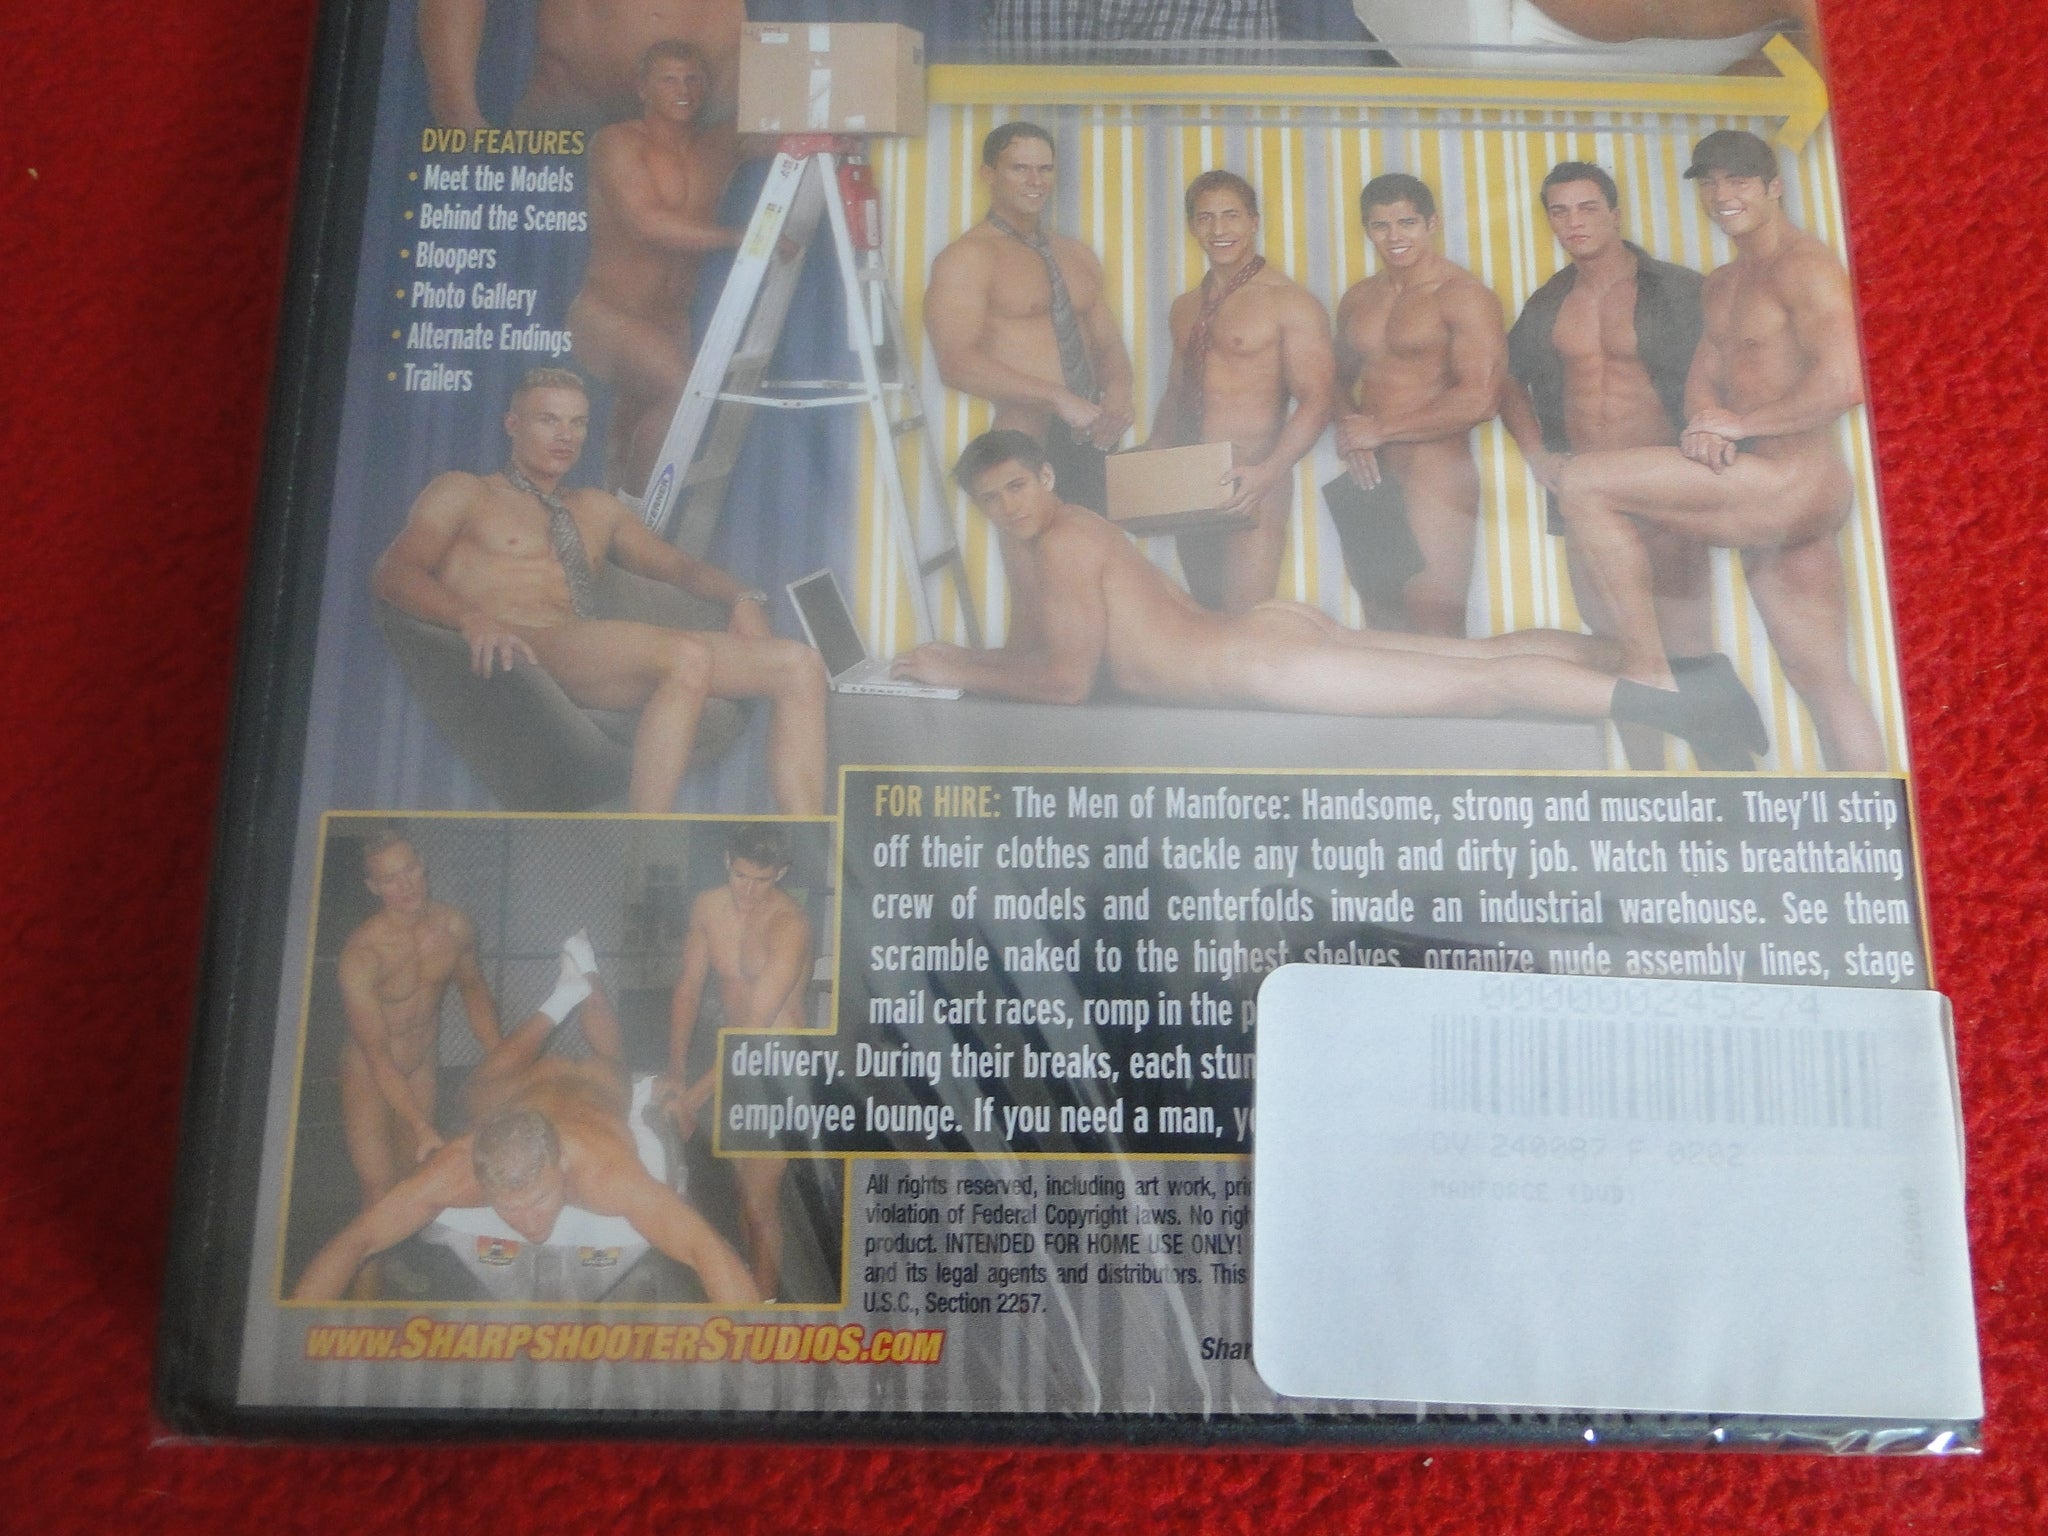 DVD FEATURES
• Meet the Models
• Behind the Scenes
• Bloopers
• Photo Gallery
• Alternate Endings
• Trailers
WERNER
FOR HIRE: The Men of Manforce: Handsome, strong and muscular. They'll strip
off their clothes and tackle any tough and dirty job. Watch this breathtaking
crew of models and centerfolds invade an industrial warehouse. See them
scramble naked to the highest shelves, organize nude assembly lines, stage
mail cart races, romp in the
delivery. During their breaks, each
employee lounge. If you need a man,
All rights reserved, including art work,
violation of Federal Copyright laws. No
product. INTENDED FOR HOME USE ONLY!
and its legal agents and distributors. This
U.S.C., Section 2257.
www.SharpshooterStudios.com
000000245274
DV 240087 F 0202
MANFORCE (DVD)